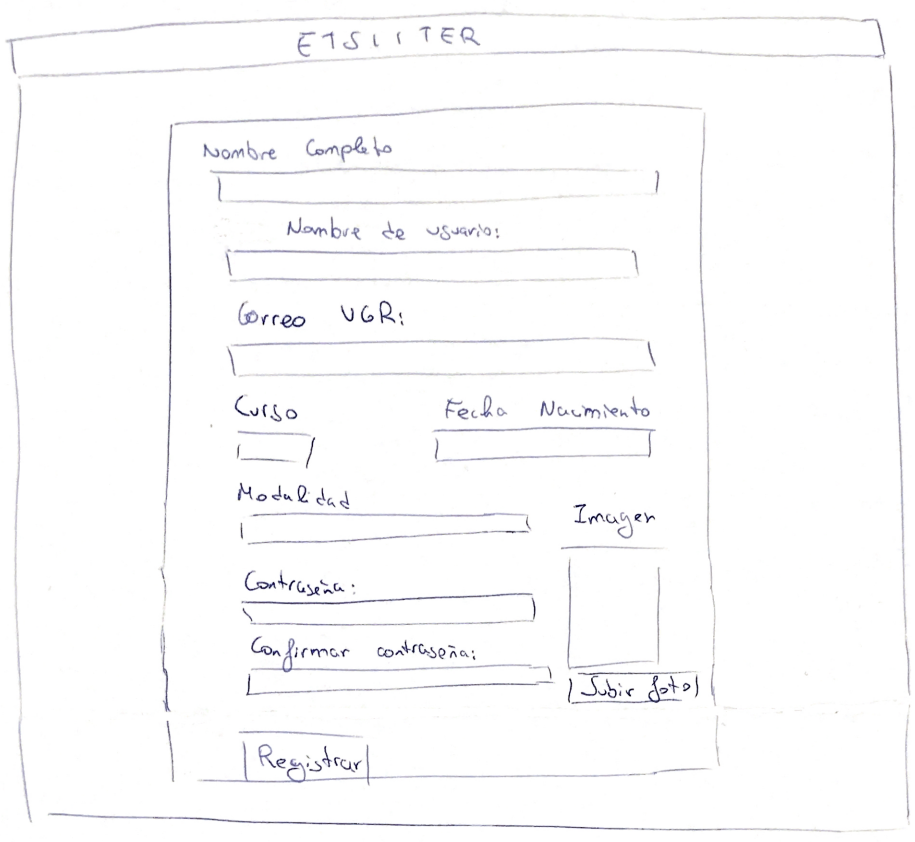 ETSIITER
Nombre Completo
Nombre de usuario:
Correo UGR:
Curso Fecha Nacimiento
Modalidad
Imagen
Contraseña:
Confirmar contraseña:
Subir foto
Registrar